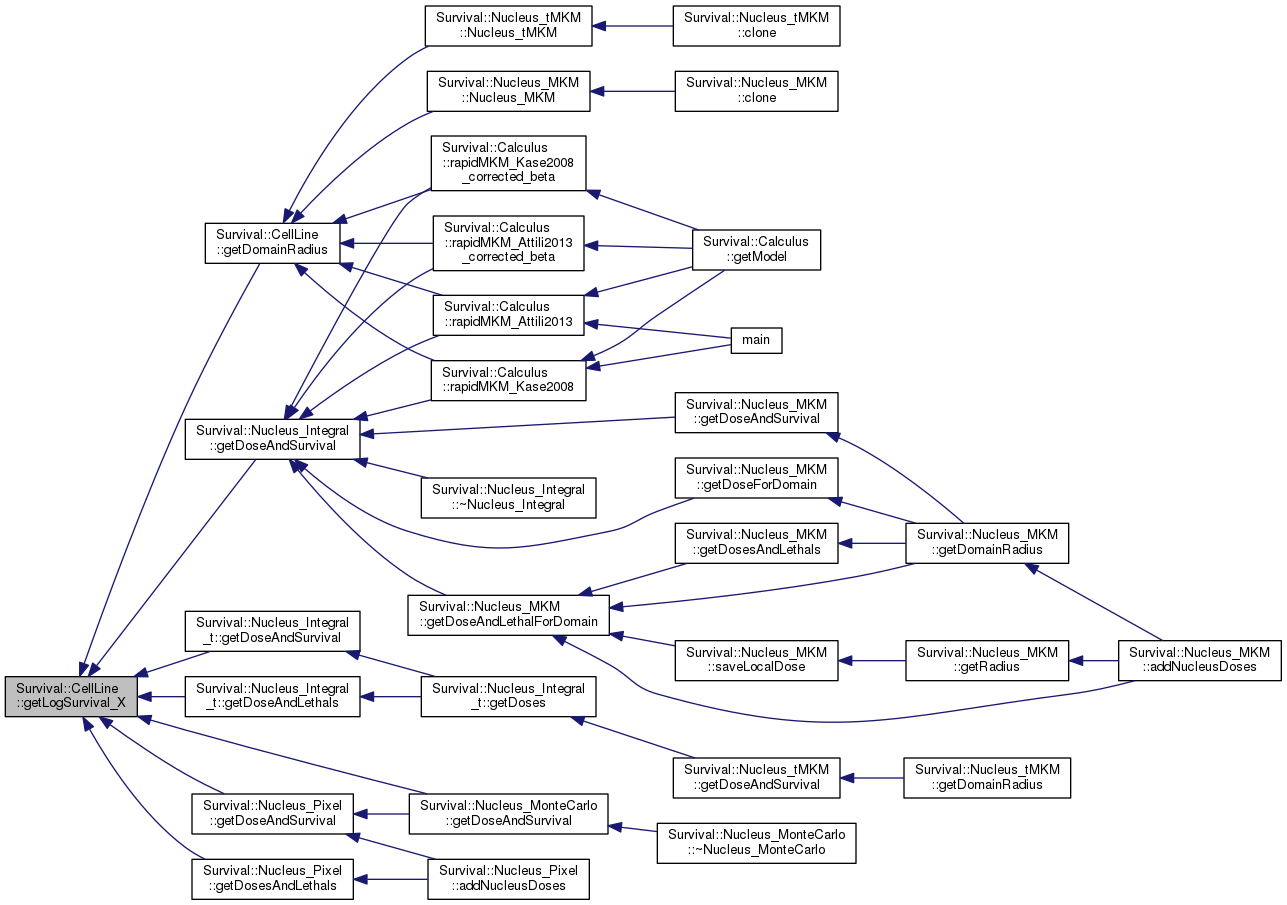 Survival::Nucleus_tMKM
::Nucleus_tMKM
Survival::Nucleus_tMKM
::clone
Survival::Nucleus_MKM
::Nucleus_MKM
Survival::Nucleus_MKM
::clone
Survival::Calculus
::rapidMKM_Kase2008
_corrected_beta
Survival::CellLine
::getDomainRadius
Survival::Calculus
::rapidMKM_Attili2013
_corrected_beta
Survival::Calculus
::getModel
Survival::Calculus
::rapidMKM_Attili2013
main
Survival::Calculus
::rapidMKM_Kase2008
Survival::Nucleus_Integral
::getDoseAndSurvival
Survival::Nucleus_MKM
::getDoseAndSurvival
Survival::Nucleus_Integral
::~Nucleus_Integral
Survival::Nucleus_MKM
::getDoseForDomain
Survival::Nucleus_MKM
::getDosesAndLethals
Survival::Nucleus_MKM
::getDomainRadius
Survival::Nucleus_MKM
::getDoseAndLethalForDomain
Survival::Nucleus_Integral
_t::getDoseAndSurvival
Survival::Nucleus_MKM
::saveLocalDose
Survival::Nucleus_MKM
::getRadius
Survival::Nucleus_MKM
::addNucleusDoses
Survival::CellLine
::getLogSurvival_X
Survival::Nucleus_Integral
_t::getDoseAndLethals
Survival::Nucleus_Integral
_t::getDoses
Survival::Nucleus_tMKM
::getDoseAndSurvival
Survival::Nucleus_tMKM
::getDomainRadius
Survival::Nucleus_Pixel
::getDoseAndSurvival
Survival::Nucleus_MonteCarlo
::getDoseAndSurvival
Survival::Nucleus_MonteCarlo
::~Nucleus_MonteCarlo
Survival::Nucleus_Pixel
::getDosesAndLethals
Survival::Nucleus_Pixel
::addNucleusDoses